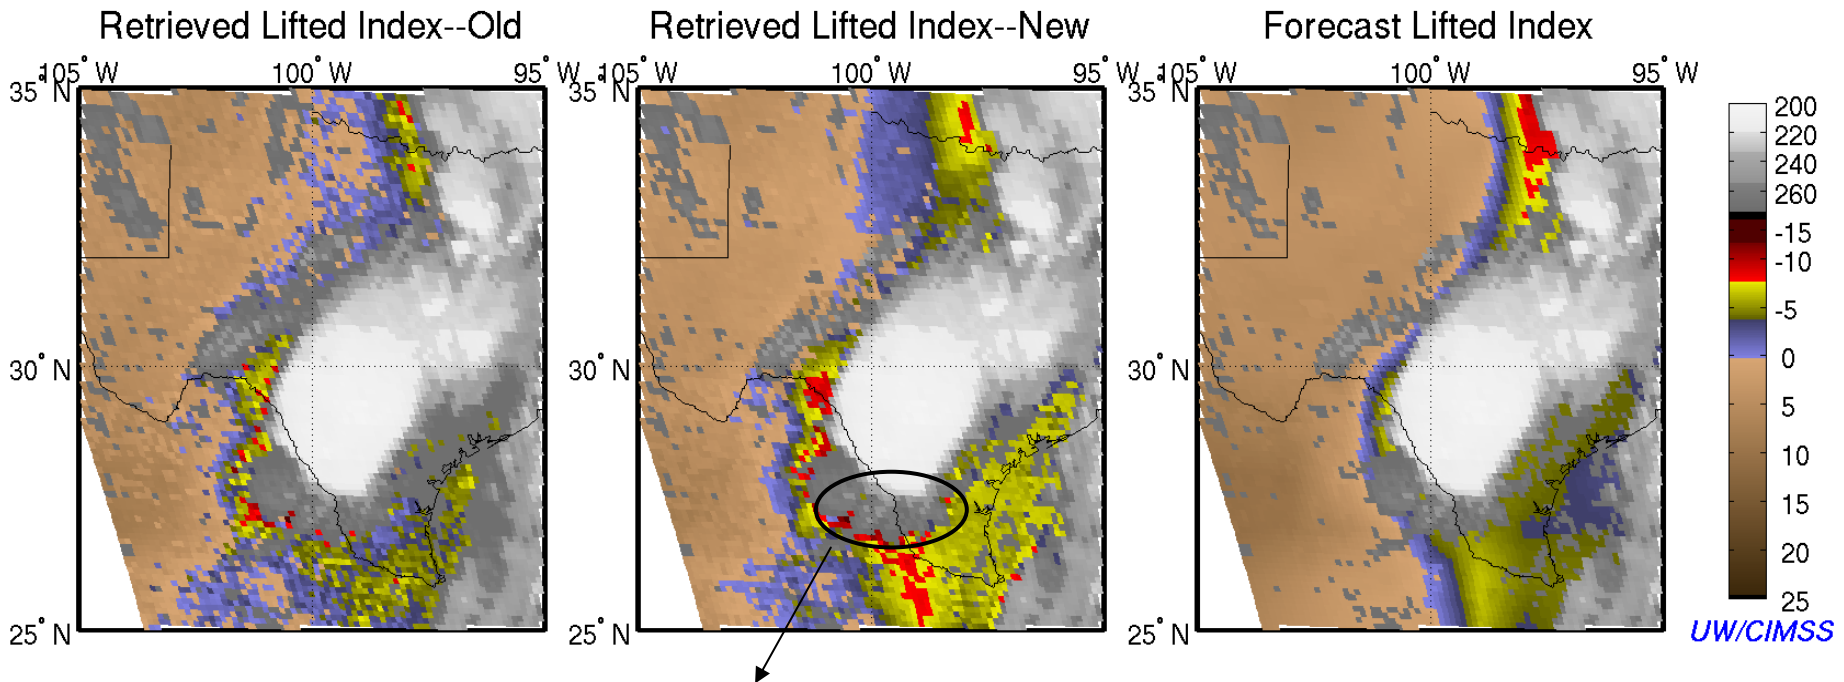 Retrieved Lifted Index--Old
Retrieved Lifted Index--New
Forecast Lifted Index
105° W 100° W 95° W
105° W 100° W 95° W
105° W 100° W 95° W
35° N
30° N
25° N
35° N
30° N
25° N
35° N
30° N
25° N
200
220
240
260
-15
-10
-5
0
5
10
15
20
25
UW/CIMSS